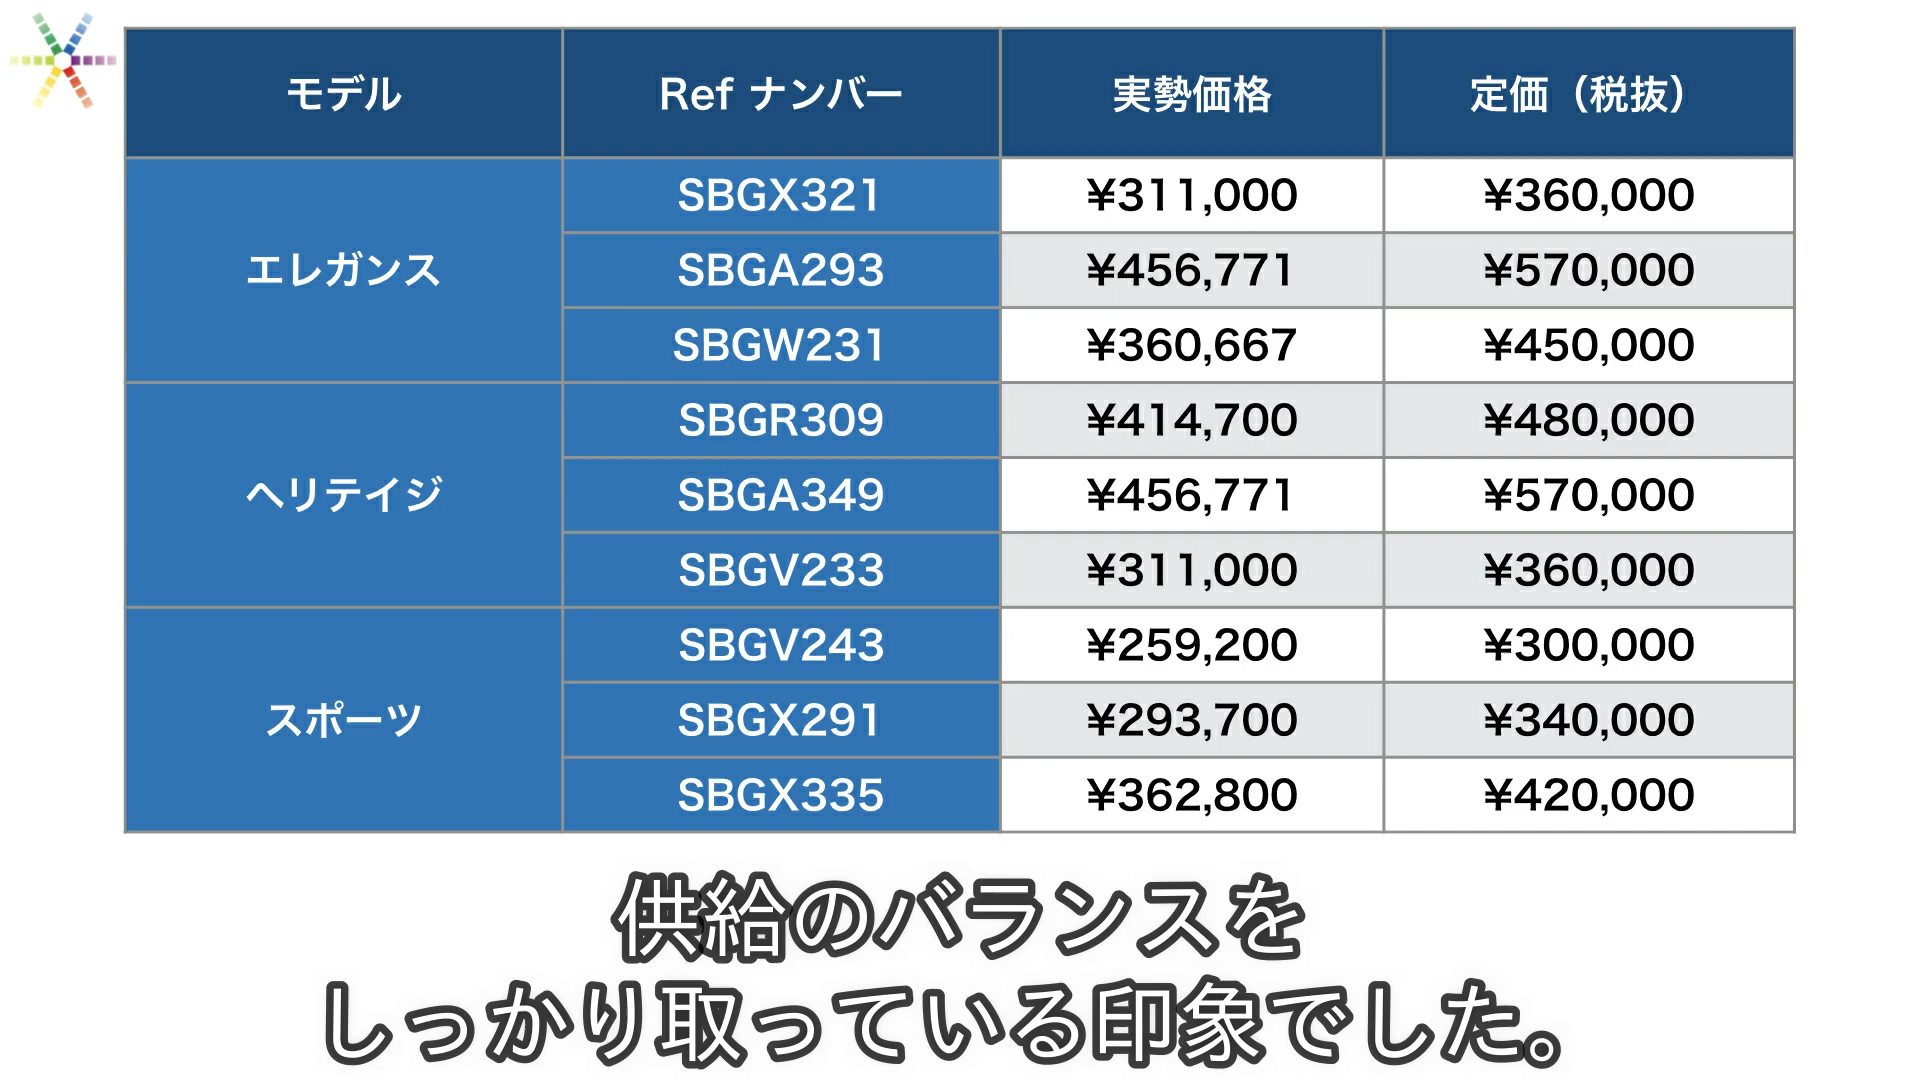 モデル Ref ナンバー 実勢価格 定価（税抜）
エレガンス SBGX321 ¥311,000 ¥360,000
SBGA293 ¥456,771 ¥570,000
SBGW231 ¥360,667 ¥450,000
ヘリテイジ SBGR309 ¥414,700 ¥480,000
SBGA349 ¥456,771 ¥570,000
SBGV233 ¥311,000 ¥360,000
スポーツ SBGV243 ¥259,200 ¥300,000
SBGX291 ¥293,700 ¥340,000
SBGX335 ¥362,800 ¥420,000
供給のバランスを
しっかり取っている印象でした。